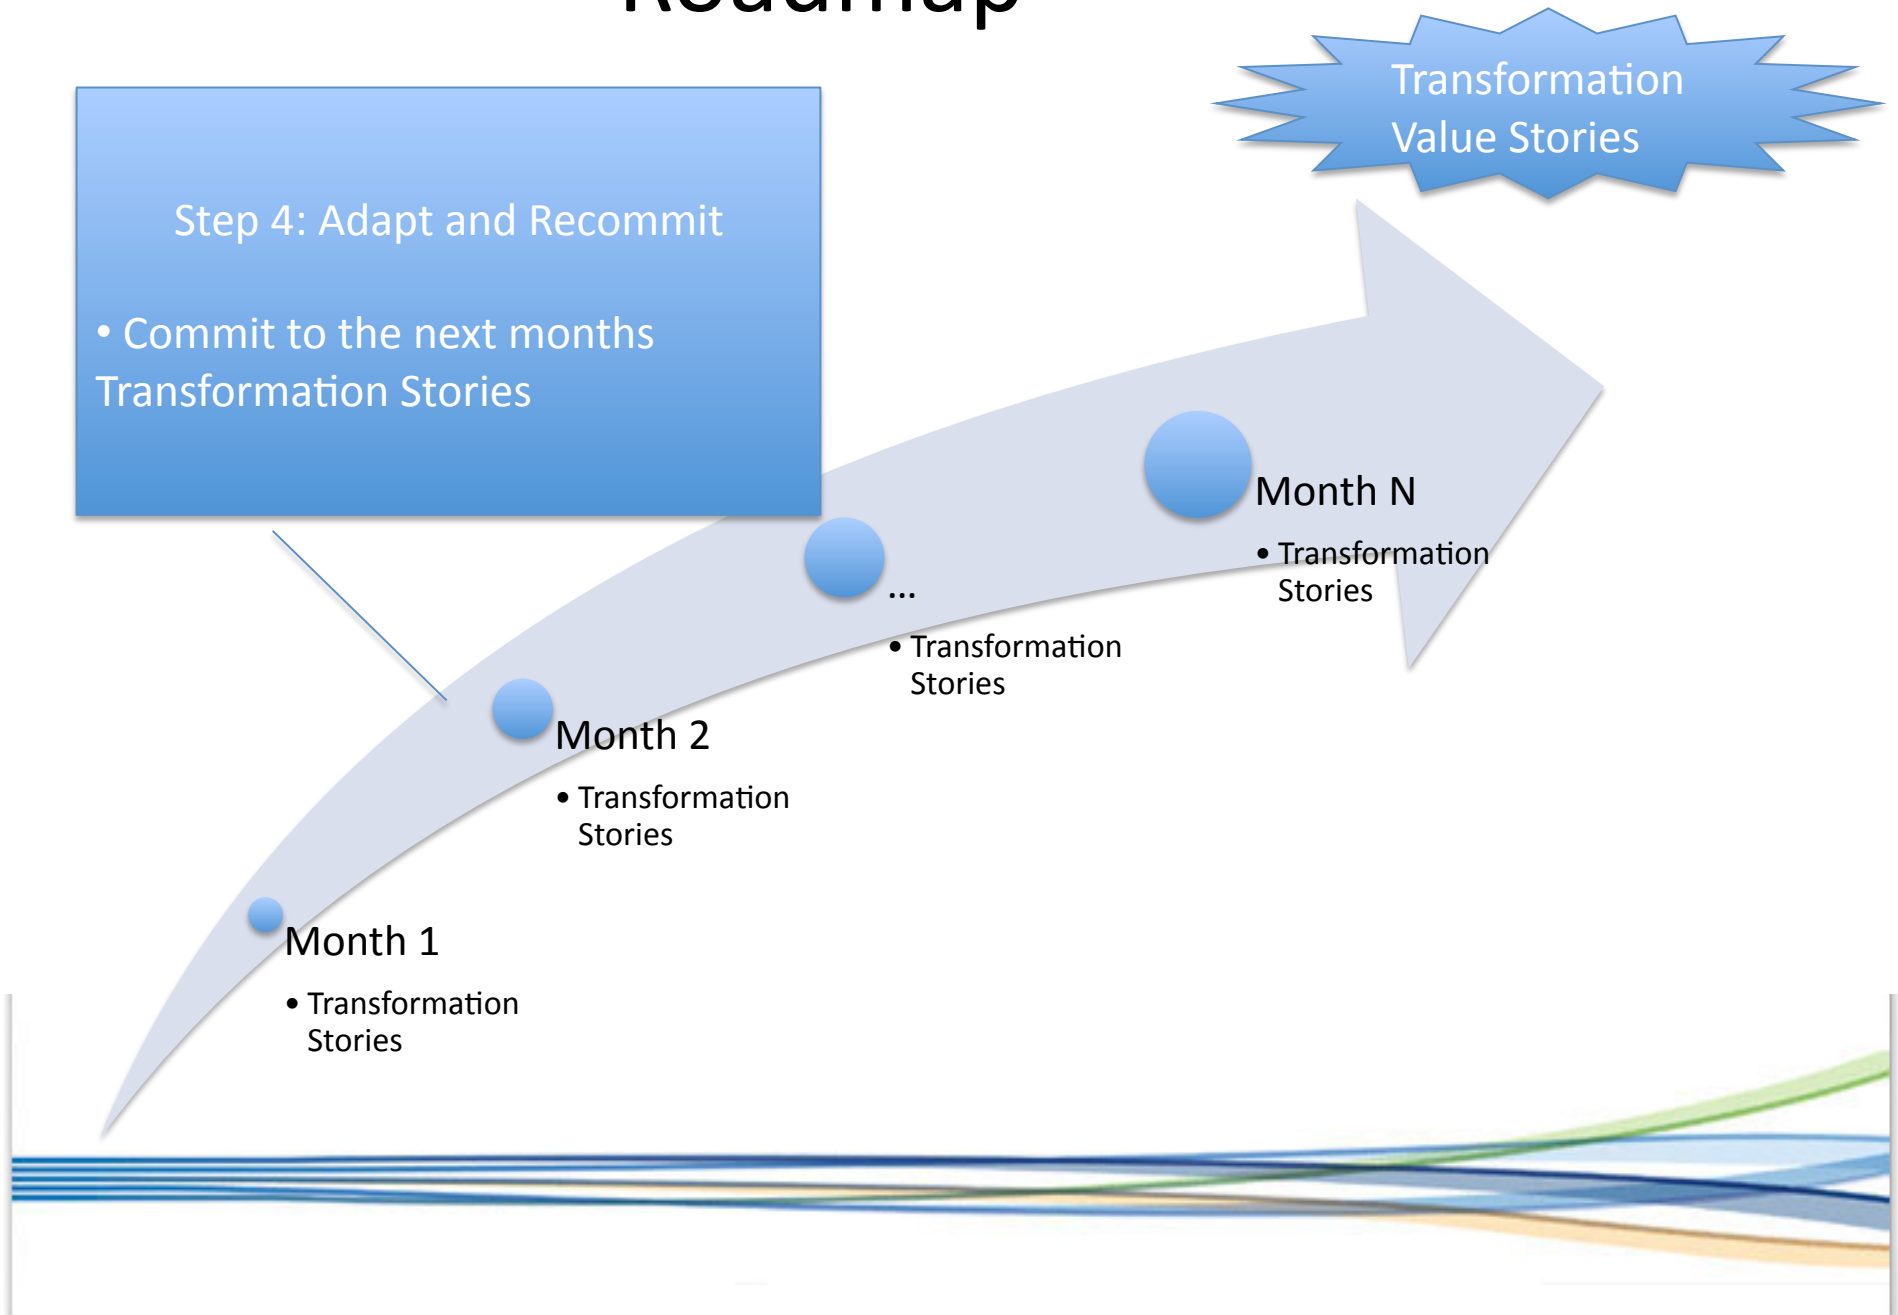 Roadmap
Transformation
Value Stories
Step 4: Adapt and Recommit
• Commit to the next months
Transformation Stories
Month N
• Transformation
Stories
...
• Transformation
Stories
Month 2
• Transformation
Stories
Month 1
• Transformation
Stories